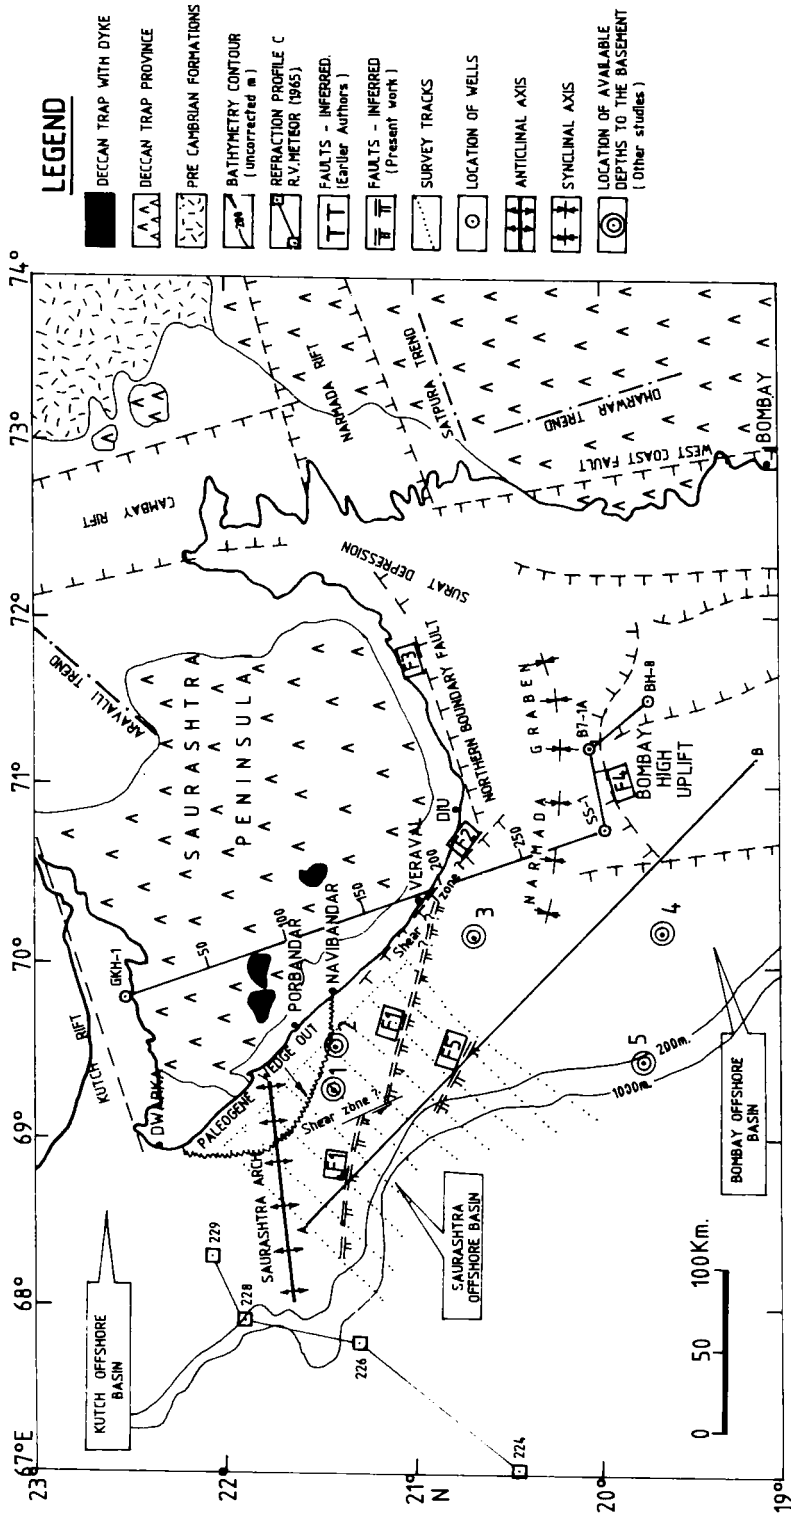 LEGEND
DECCAN TRAP WITH DYKE
DECCAN TRAP PROVINCE
PRE CAMBRIAN FORMATIONS
200
BATHYMETRY CONTOUR
(uncorrected m)
REFRACTION PROFILE C
R.V. METEOR (1965)
FAULTS - INFERRED.
(Earlier Authors)
FAULTS - INFERRED
(Present work)
SURVEY TRACKS
LOCATION OF WELLS
ANTICLINAL AXIS
SYNCLINAL AXIS
LOCATION OF AVAILABLE
DEPTHS TO THE BASEMENT
(Other studies)
67°E
68°
69°
70°
71°
72°
73°
74°
23°
22°
21°
N
20°
19°
KUTCH OFFSHORE
BASIN
KUTCH RIFT
ARAVALLI TREND
CAMBAY RIFT
NARMADA RIFT
SATPURA TREND
DHARWAR TREND
WEST COAST FAULT
BOMBAY
SURAT DEPRESSION
SAURASHTRA
PENINSULA
GKH-1
50
100
150
200
250
DWARKA
PORBANDAR
NAVIBANDAR
VERAVAL
DIU
PALEOGENE WEDGE OUT
SAURASHTRA ARCH
Shear zone ?
Shear zone ?
NORTHERN BOUNDARY FAULT
F1
F1
F2
F3
F4
F5
1
2
3
4
5
NARMADA GRABEN
SS-1
B7-1A
BH-8
BOMBAY
HIGH
UPLIFT
B
229
228
226
224
200m.
1000m.
SAURASHTRA
OFFSHORE BASIN
BOMBAY OFFSHORE
BASIN
0 50 100Km.